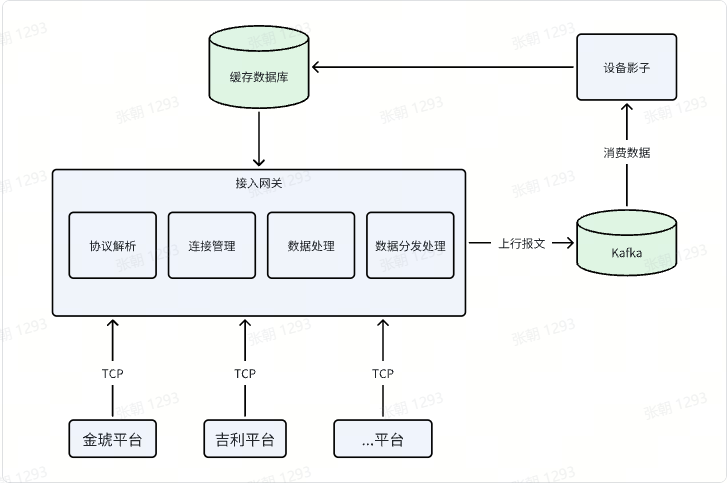 缓存数据库
设备影子
消费数据
接入网关
协议解析
连接管理
数据处理
数据分发处理
上行报文
Kafka
TCP
TCP
TCP
金琥平台
吉利平台
...平台
张朝 1293